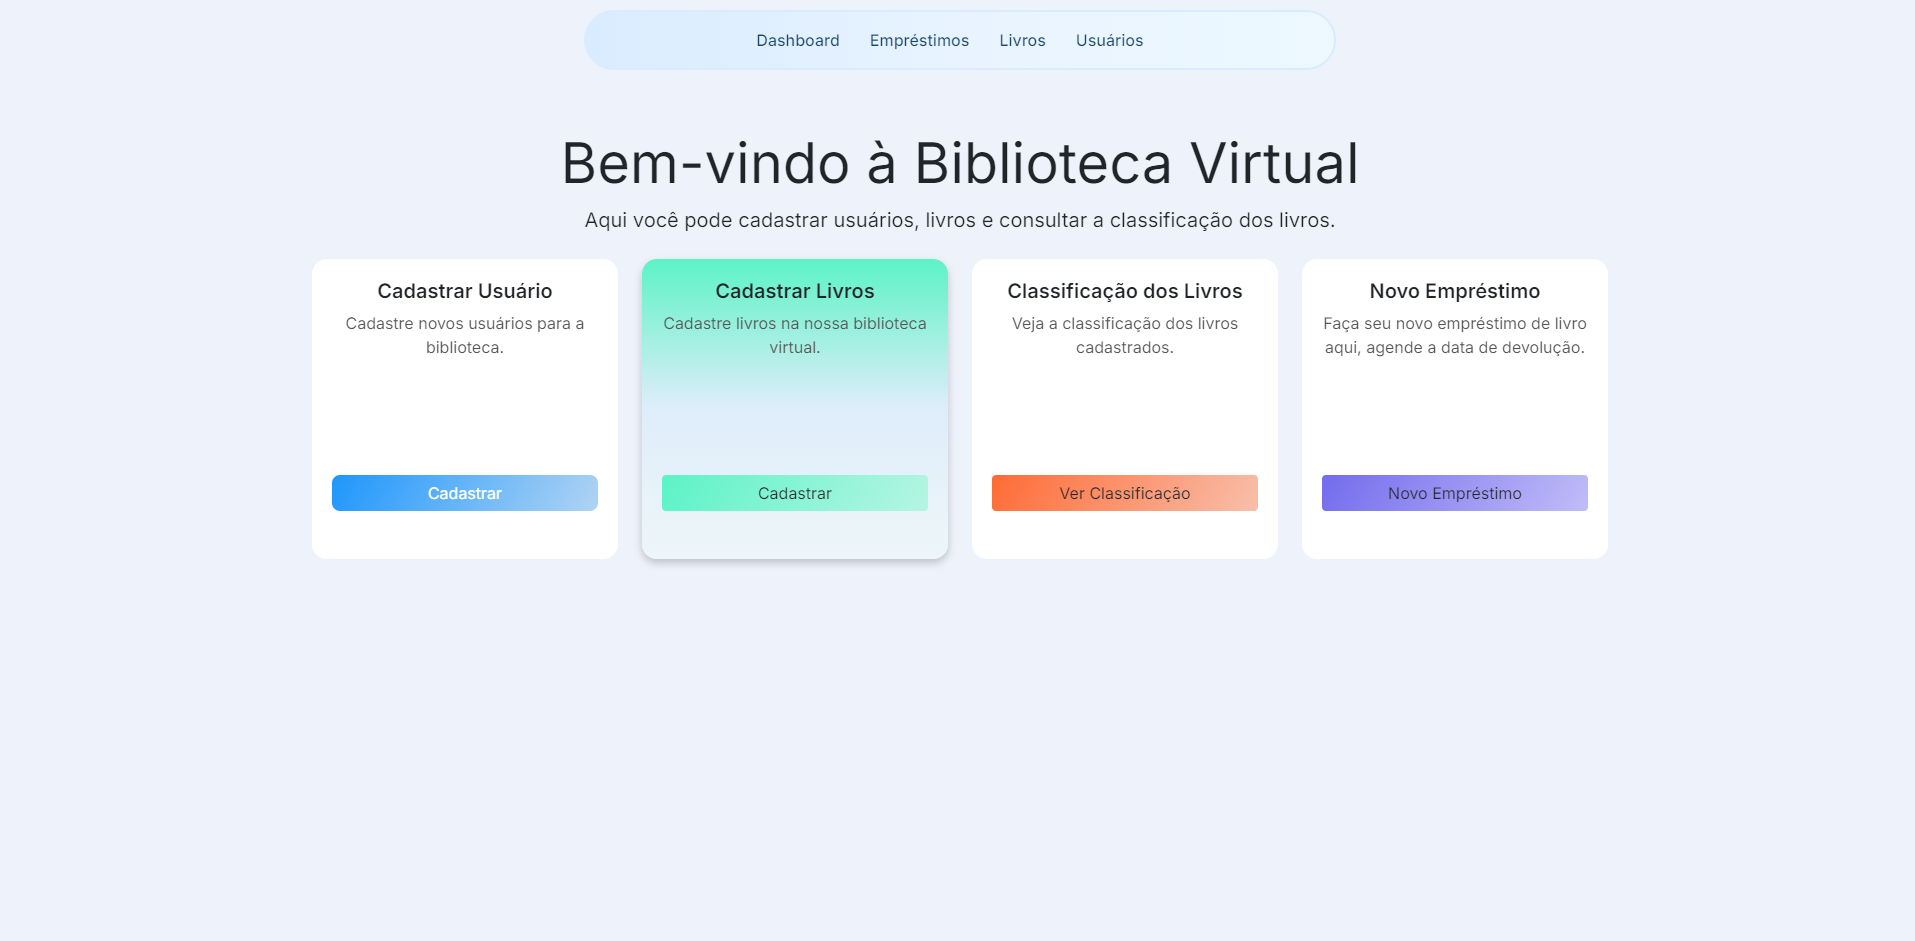 Dashboard Empréstimos Livros Usuários
Bem-vindo à Biblioteca Virtual
Aqui você pode cadastrar usuários, livros e consultar a classificação dos livros.
Cadastrar Usuário
Cadastre novos usuários para a
biblioteca.
Cadastrar
Cadastrar Livros
Cadastre livros na nossa biblioteca
virtual.
Cadastrar
Classificação dos Livros
Veja a classificação dos livros
cadastrados.
Ver Classificação
Novo Empréstimo
Faça seu novo empréstimo de livro
aqui, agende a data de devolução.
Novo Empréstimo